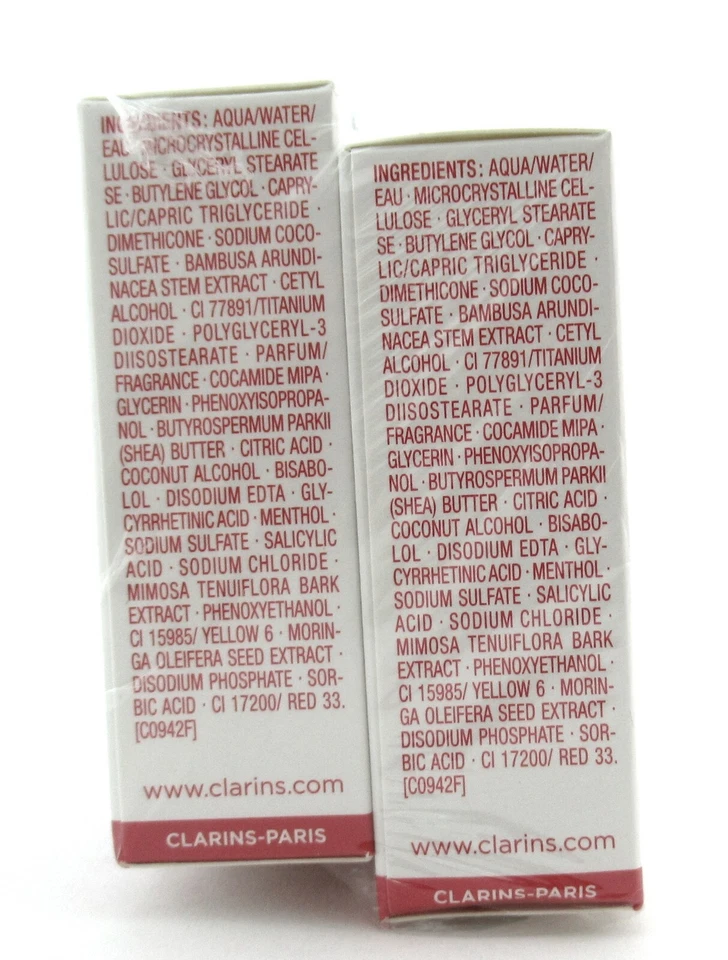 INGREDIENTS: AQUA/WATER/
EAU · MICROCRYSTALLINE CEL-
LULOSE · GLYCERYL STEARATE
SE · BUTYLENE GLYCOL · CAPRY-
LIC/CAPRIC TRIGLYCERIDE ·
DIMETHICONE · SODIUM COCO-
SULFATE · BAMBUSA ARUNDI-
NACEA STEM EXTRACT · CETYL
ALCOHOL · CI 77891/TITANIUM
DIOXIDE · POLYGLYCERYL-3
DIISOSTEARATE · PARFUM/
FRAGRANCE · COCAMIDE MIPA ·
GLYCERIN · PHENOXYISOPROPA-
NOL · BUTYROSPERMUM PARKII
(SHEA) BUTTER · CITRIC ACID ·
COCONUT ALCOHOL · BISABO-
LOL · DISODIUM EDTA · GLY-
CYRRHETINIC ACID · MENTHOL ·
SODIUM SULFATE · SALICYLIC
ACID · SODIUM CHLORIDE ·
MIMOSA TENUIFLORA BARK
EXTRACT · PHENOXYETHANOL ·
CI 15985/ YELLOW 6 · MORIN-
GA OLEIFERA SEED EXTRACT ·
DISODIUM PHOSPHATE · SOR-
BIC ACID · CI 17200/ RED 33.
[C0942F]
www.clarins.com
CLARINS-PARIS
INGREDIENTS: AQUA/WATER/
EAU · MICROCRYSTALLINE CEL-
LULOSE · GLYCERYL STEARATE
SE · BUTYLENE GLYCOL · CAPRY-
LIC/CAPRIC TRIGLYCERIDE ·
DIMETHICONE · SODIUM COCO-
SULFATE · BAMBUSA ARUNDI-
NACEA STEM EXTRACT · CETYL
ALCOHOL · CI 77891/TITANIUM
DIOXIDE · POLYGLYCERYL-3
DIISOSTEARATE · PARFUM/
FRAGRANCE · COCAMIDE MIPA ·
GLYCERIN · PHENOXYISOPROPA-
NOL · BUTYROSPERMUM PARKII
(SHEA) BUTTER · CITRIC ACID ·
COCONUT ALCOHOL · BISABO-
LOL · DISODIUM EDTA · GLY-
CYRRHETINIC ACID · MENTHOL ·
SODIUM SULFATE · SALICYLIC
ACID · SODIUM CHLORIDE ·
MIMOSA TENUIFLORA BARK
EXTRACT · PHENOXYETHANOL ·
CI 15985/ YELLOW 6 · MORIN-
GA OLEIFERA SEED EXTRACT ·
DISODIUM PHOSPHATE · SOR-
BIC ACID · CI 17200/ RED 33.
[C0942F]
www.clarins.com
CLARINS-PARIS